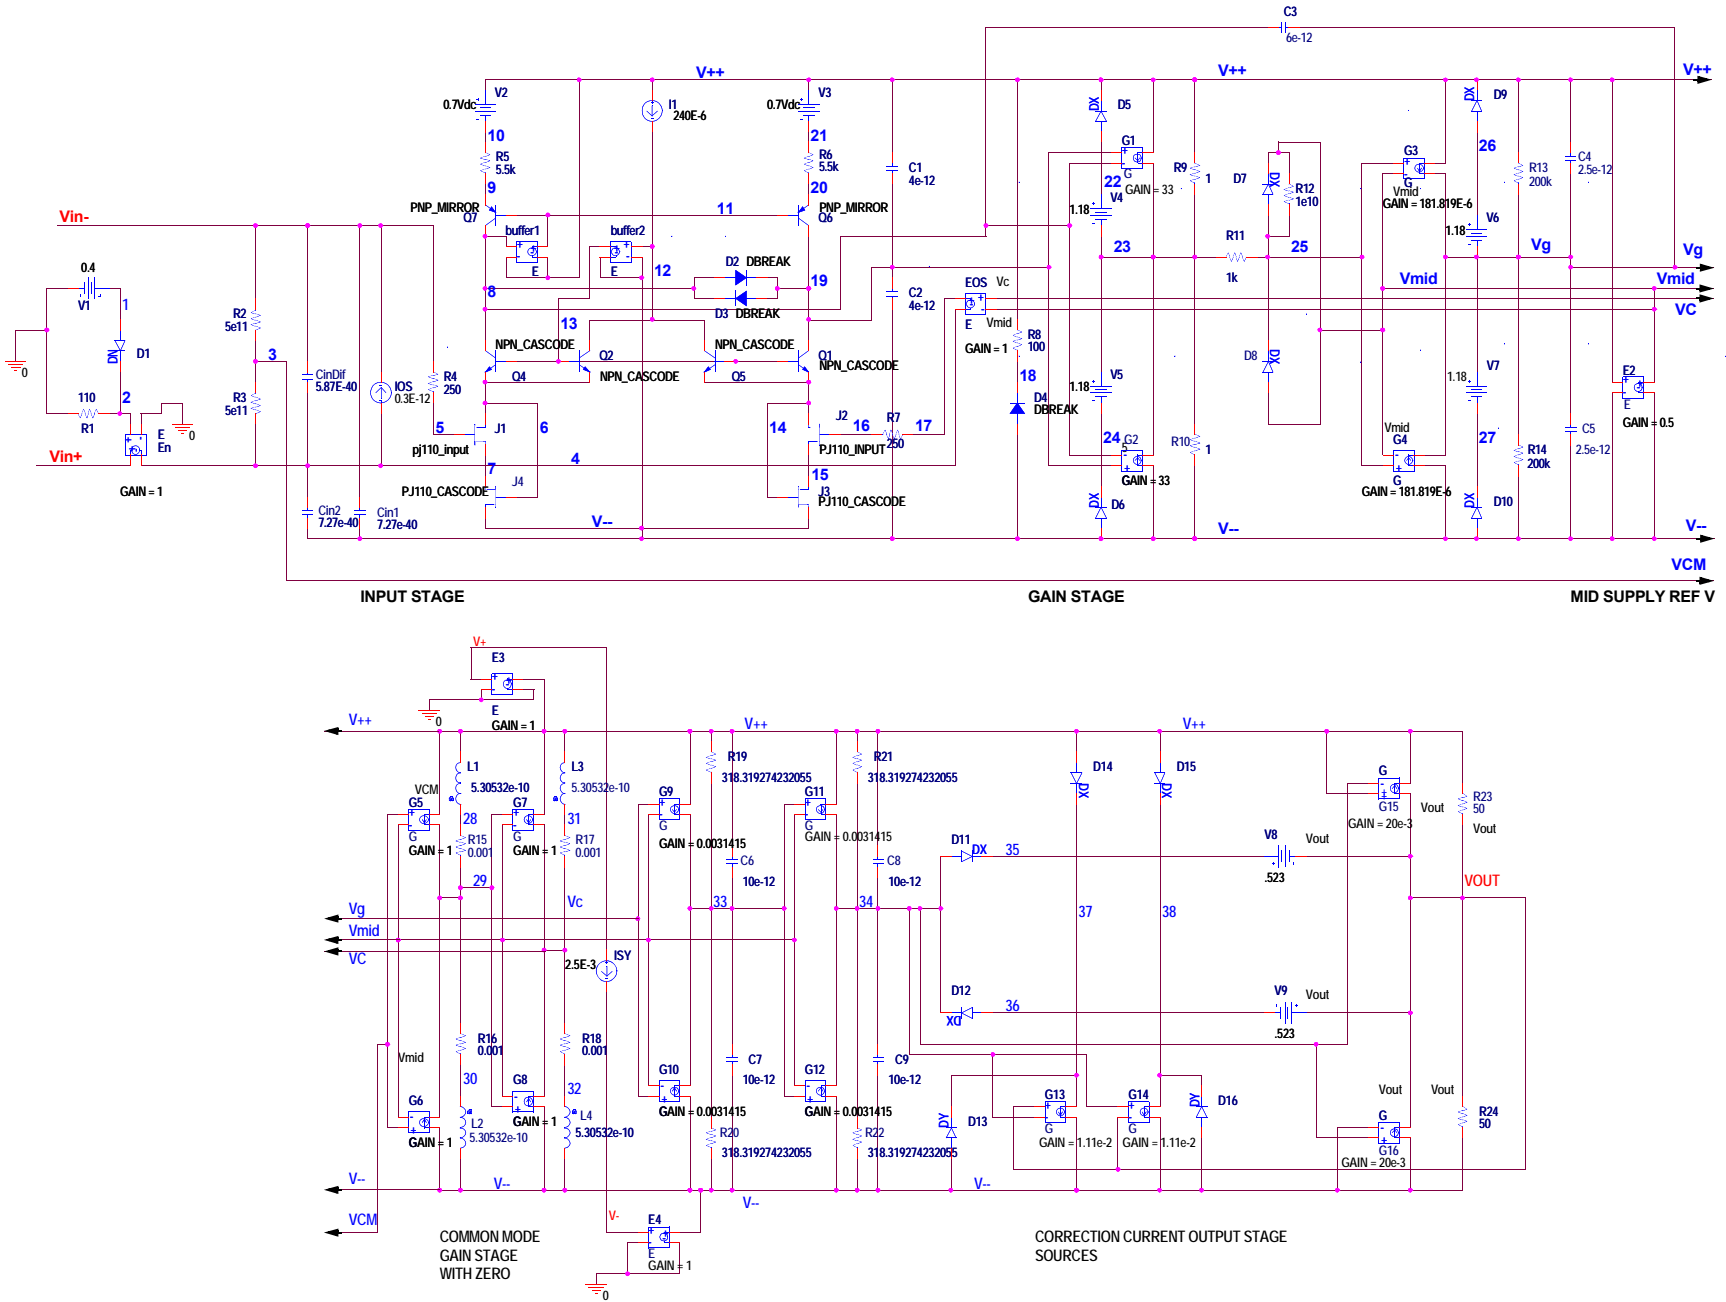 C3
6e-12
V++
V++
V++
V2
0.7Vdc
I1
240E-6
V3
0.7Vdc
DX
D5
DX
D9
10
21
R5
5.5k
R6
5.5k
G1
G
GAIN = 33
26
G3
G
Vmid
GAIN = 181.819E-6
R13
200k
C4
2.5e-12
C1
4e-12
R9
1
D7
DX
R12
1e10
9
20
22
PNP_MIRROR
Q7
11
PNP_MIRROR
Q6
V4
1.18
V6
1.18
Vin-
buffer1
E
buffer2
E
12
23
R11
1k
25
Vg
Vg
0.4
V1
1
D2
DBREAK
D3
DBREAK
19
8
EOS
Vc
E
Vmid
GAIN = 1
C2
4e-12
Vmid
Vmid
VC
R2
5e11
13
R8
100
DN
D1
3
NPN_CASCODE
Q2
NPN_CASCODE
Q1
NPN_CASCODE
Q4
NPN_CASCODE
Q5
D8
DX
0
CinDif
5.87E-40
IOS
0.3E-12
R4
250
18
D4
DBREAK
V5
1.18
V7
1.18
E2
E
GAIN = 0.5
110
R1
2
R3
5e11
0
E
En
GAIN = 1
5
J1
pj110_input
6
14
J2
PJ110_INPUT
16
R7
250
17
24
G2
5
G
GAIN = 33
R10
1
Vmid
G4
G
GAIN = 181.819E-6
27
R14
200k
C5
2.5e-12
Vin+
4
7
J4
PJ110_CASCODE
15
J3
PJ110_CASCODE
DX
D6
DX
D10
Cin2
7.27e-40
Cin1
7.27e-40
V--
V--
V--
VCM
INPUT STAGE
GAIN STAGE
MID SUPPLY REF V
V+
E3
E
GAIN = 1
0
V++
V++
V++
L1
5.30532e-10
L3
5.30532e-10
R19
318.319274232055
R21
318.319274232055
D14
DX
D15
DX
G
G15
GAIN = 20e-3
R23
50
VCM
G5
G
GAIN = 1
28
R15
0.001
G7
G
GAIN = 1
31
R17
0.001
G9
G
GAIN = 0.0031415
G11
G
GAIN = 0.0031415
Vout
Vout
C6
10e-12
C8
10e-12
D11
DX
35
V8
.523
Vout
29
Vc
33
34
37
38
VOUT
Vg
Vmid
VC
2.5E-3
ISY
D12
DX
36
V9
.523
Vout
R16
0.001
R18
0.001
Vmid
30
32
G6
G
GAIN = 1
L2
5.30532e-10
G8
G
GAIN = 1
L4
5.30532e-10
C7
10e-12
C9
10e-12
G10
G
GAIN = 0.0031415
G12
G
GAIN = 0.0031415
R20
318.319274232055
R22
318.319274232055
DY
D13
G13
G
GAIN = 1.11e-2
G14
G
GAIN = 1.11e-2
DY
D16
Vout
Vout
G
G16
GAIN = 20e-3
R24
50
V--
V--
V--
V--
VCM
V-
E4
E
GAIN = 1
0
COMMON MODE
GAIN STAGE
WITH ZERO
CORRECTION CURRENT OUTPUT STAGE
SOURCES